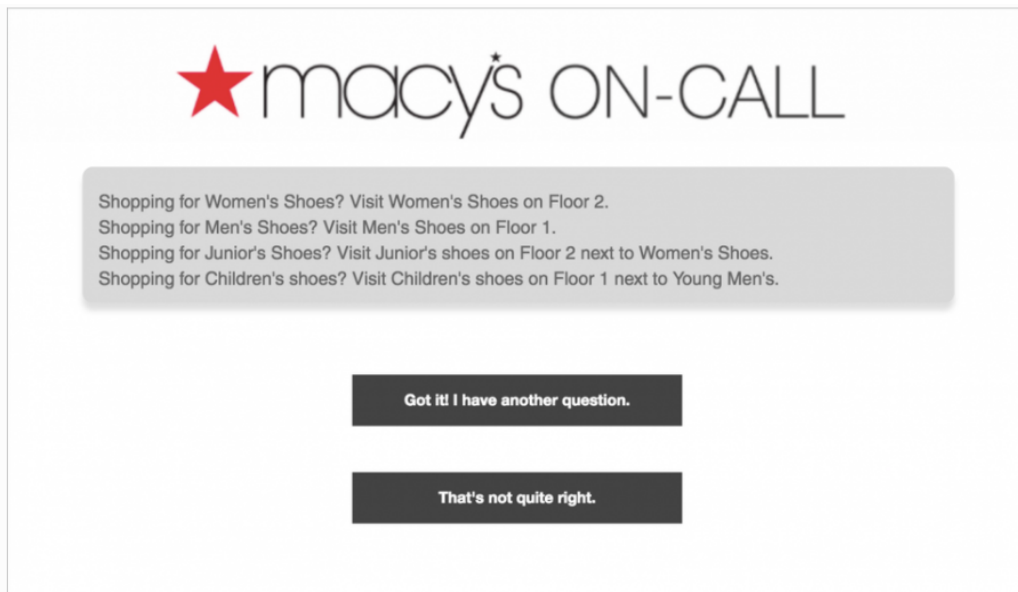 macy's ON-CALL
Shopping for Women's Shoes? Visit Women's Shoes on Floor 2.
Shopping for Men's Shoes? Visit Men's Shoes on Floor 1.
Shopping for Junior's Shoes? Visit Junior's shoes on Floor 2 next to Women's Shoes.
Shopping for Children's shoes? Visit Children's shoes on Floor 1 next to Young Men's.
Got it! I have another question.
That's not quite right.